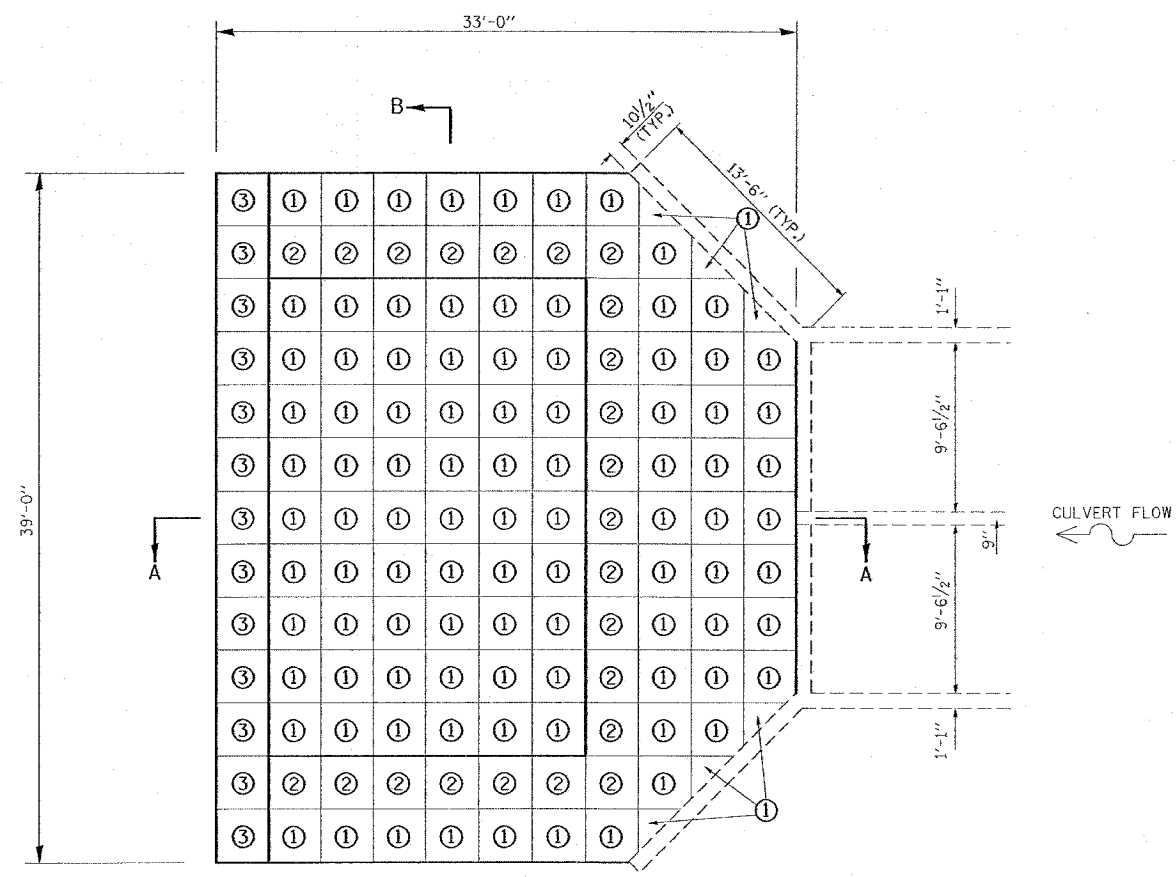 33'-0"
B
10½"
(TYP.)
13'-6" (TYP.)
③ ① ① ① ① ① ① ①
①
③ ② ② ② ② ② ② ② ①
③ ① ① ① ① ① ① ② ① ①
1'-1"
③ ① ① ① ① ① ① ② ① ① ①
③ ① ① ① ① ① ① ② ① ① ①
9'-6½"
③ ① ① ① ① ① ① ② ① ① ①
39'-0"
③ ① ① ① ① ① ① ② ① ① ①
CULVERT FLOW
9"
A
A
③ ① ① ① ① ① ① ② ① ① ①
③ ① ① ① ① ① ① ② ① ① ①
9'-6½"
③ ① ① ① ① ① ① ② ① ① ①
③ ① ① ① ① ① ① ② ① ①
1'-1"
③ ② ② ② ② ② ② ② ①
①
③ ① ① ① ① ① ① ①